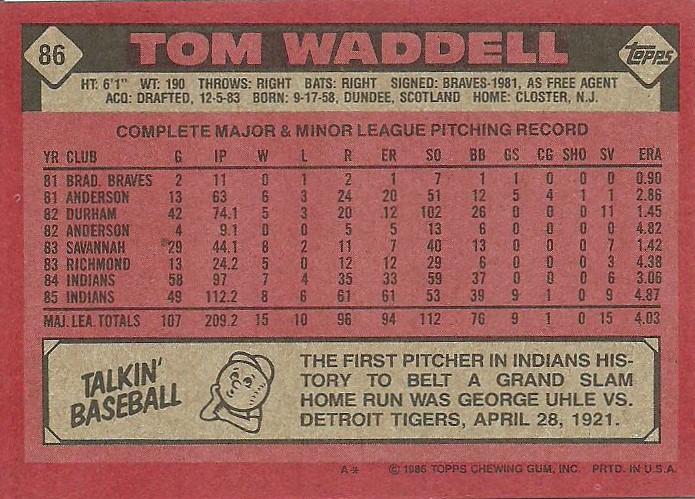 86
TOM WADDELL
topps
HT: 6'1" WT: 190 THROWS: RIGHT BATS: RIGHT SIGNED: BRAVES-1981, AS FREE AGENT
ACQ: DRAFTED, 12-5-83 BORN: 9-17-58, DUNDEE, SCOTLAND HOME: CLOSTER, N.J.
COMPLETE MAJOR & MINOR LEAGUE PITCHING RECORD
YR CLUB G IP W L R ER SO BB GS CG SHO SV ERA
81 BRAD. BRAVES 2 11 0 1 2 1 7 1 1 0 0 0 0.90
81 ANDERSON 13 63 6 3 24 20 51 12 5 4 1 1 2.86
82 DURHAM 42 74.1 5 3 20 12 102 26 0 0 0 11 1.45
82 ANDERSON 4 9.1 0 0 5 5 13 6 0 0 0 0 4.82
83 SAVANNAH 29 44.1 8 2 11 7 40 13 0 0 0 7 1.42
83 RICHMOND 13 24.2 5 0 12 12 29 6 0 0 0 3 4.38
84 INDIANS 58 97 7 4 35 33 59 37 0 0 0 6 3.06
85 INDIANS 49 112.2 8 6 61 61 53 39 9 1 0 9 4.87
MAJ. LEA. TOTALS 107 209.2 15 10 96 94 112 76 9 1 0 15 4.03
TALKIN'
BASEBALL
THE FIRST PITCHER IN INDIANS HIS-
TORY TO BELT A GRAND SLAM
HOME RUN WAS GEORGE UHLE VS.
DETROIT TIGERS, APRIL 28, 1921.
A* © 1986 TOPPS CHEWING GUM, INC. PRTD. IN U.S.A.